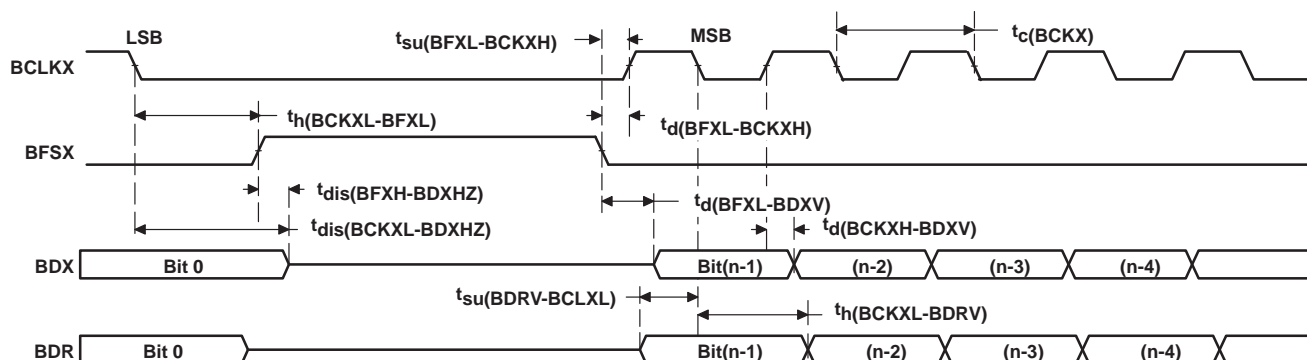 LSB
tsu(BFXL-BCKXH)
MSB
tc(BCKX)
BCLKX
th(BCKXL-BFXL)
td(BFXL-BCKXH)
BFSX
tdis(BFXH-BDXHZ)
td(BFXL-BDXV)
tdis(BCKXL-BDXHZ)
td(BCKXH-BDXV)
BDX Bit 0 Bit(n-1) (n-2) (n-3) (n-4)
tsu(BDRV-BCLXL)
th(BCKXL-BDRV)
BDR Bit 0 Bit(n-1) (n-2) (n-3) (n-4)